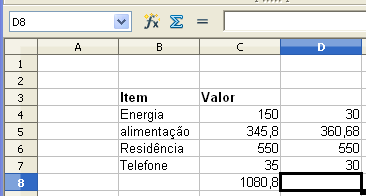 D8
A B C D
1
2
3 Item Valor
4 Energia 150 30
5 alimentação 345,8 360,68
6 Residência 550 550
7 Telefone 35 30
8 1080,8